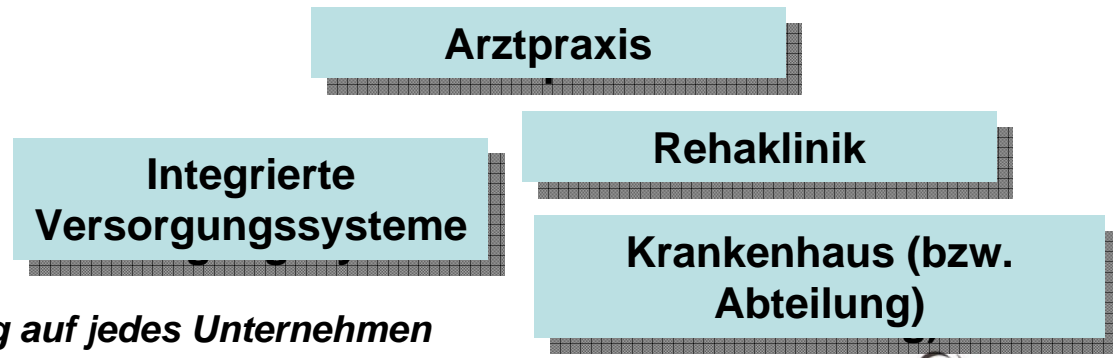 Arztpraxis
Rehaklinik
Integrierte
Versorgungssysteme
Krankenhaus (bzw.
Abteilung)
g auf jedes Unternehmen